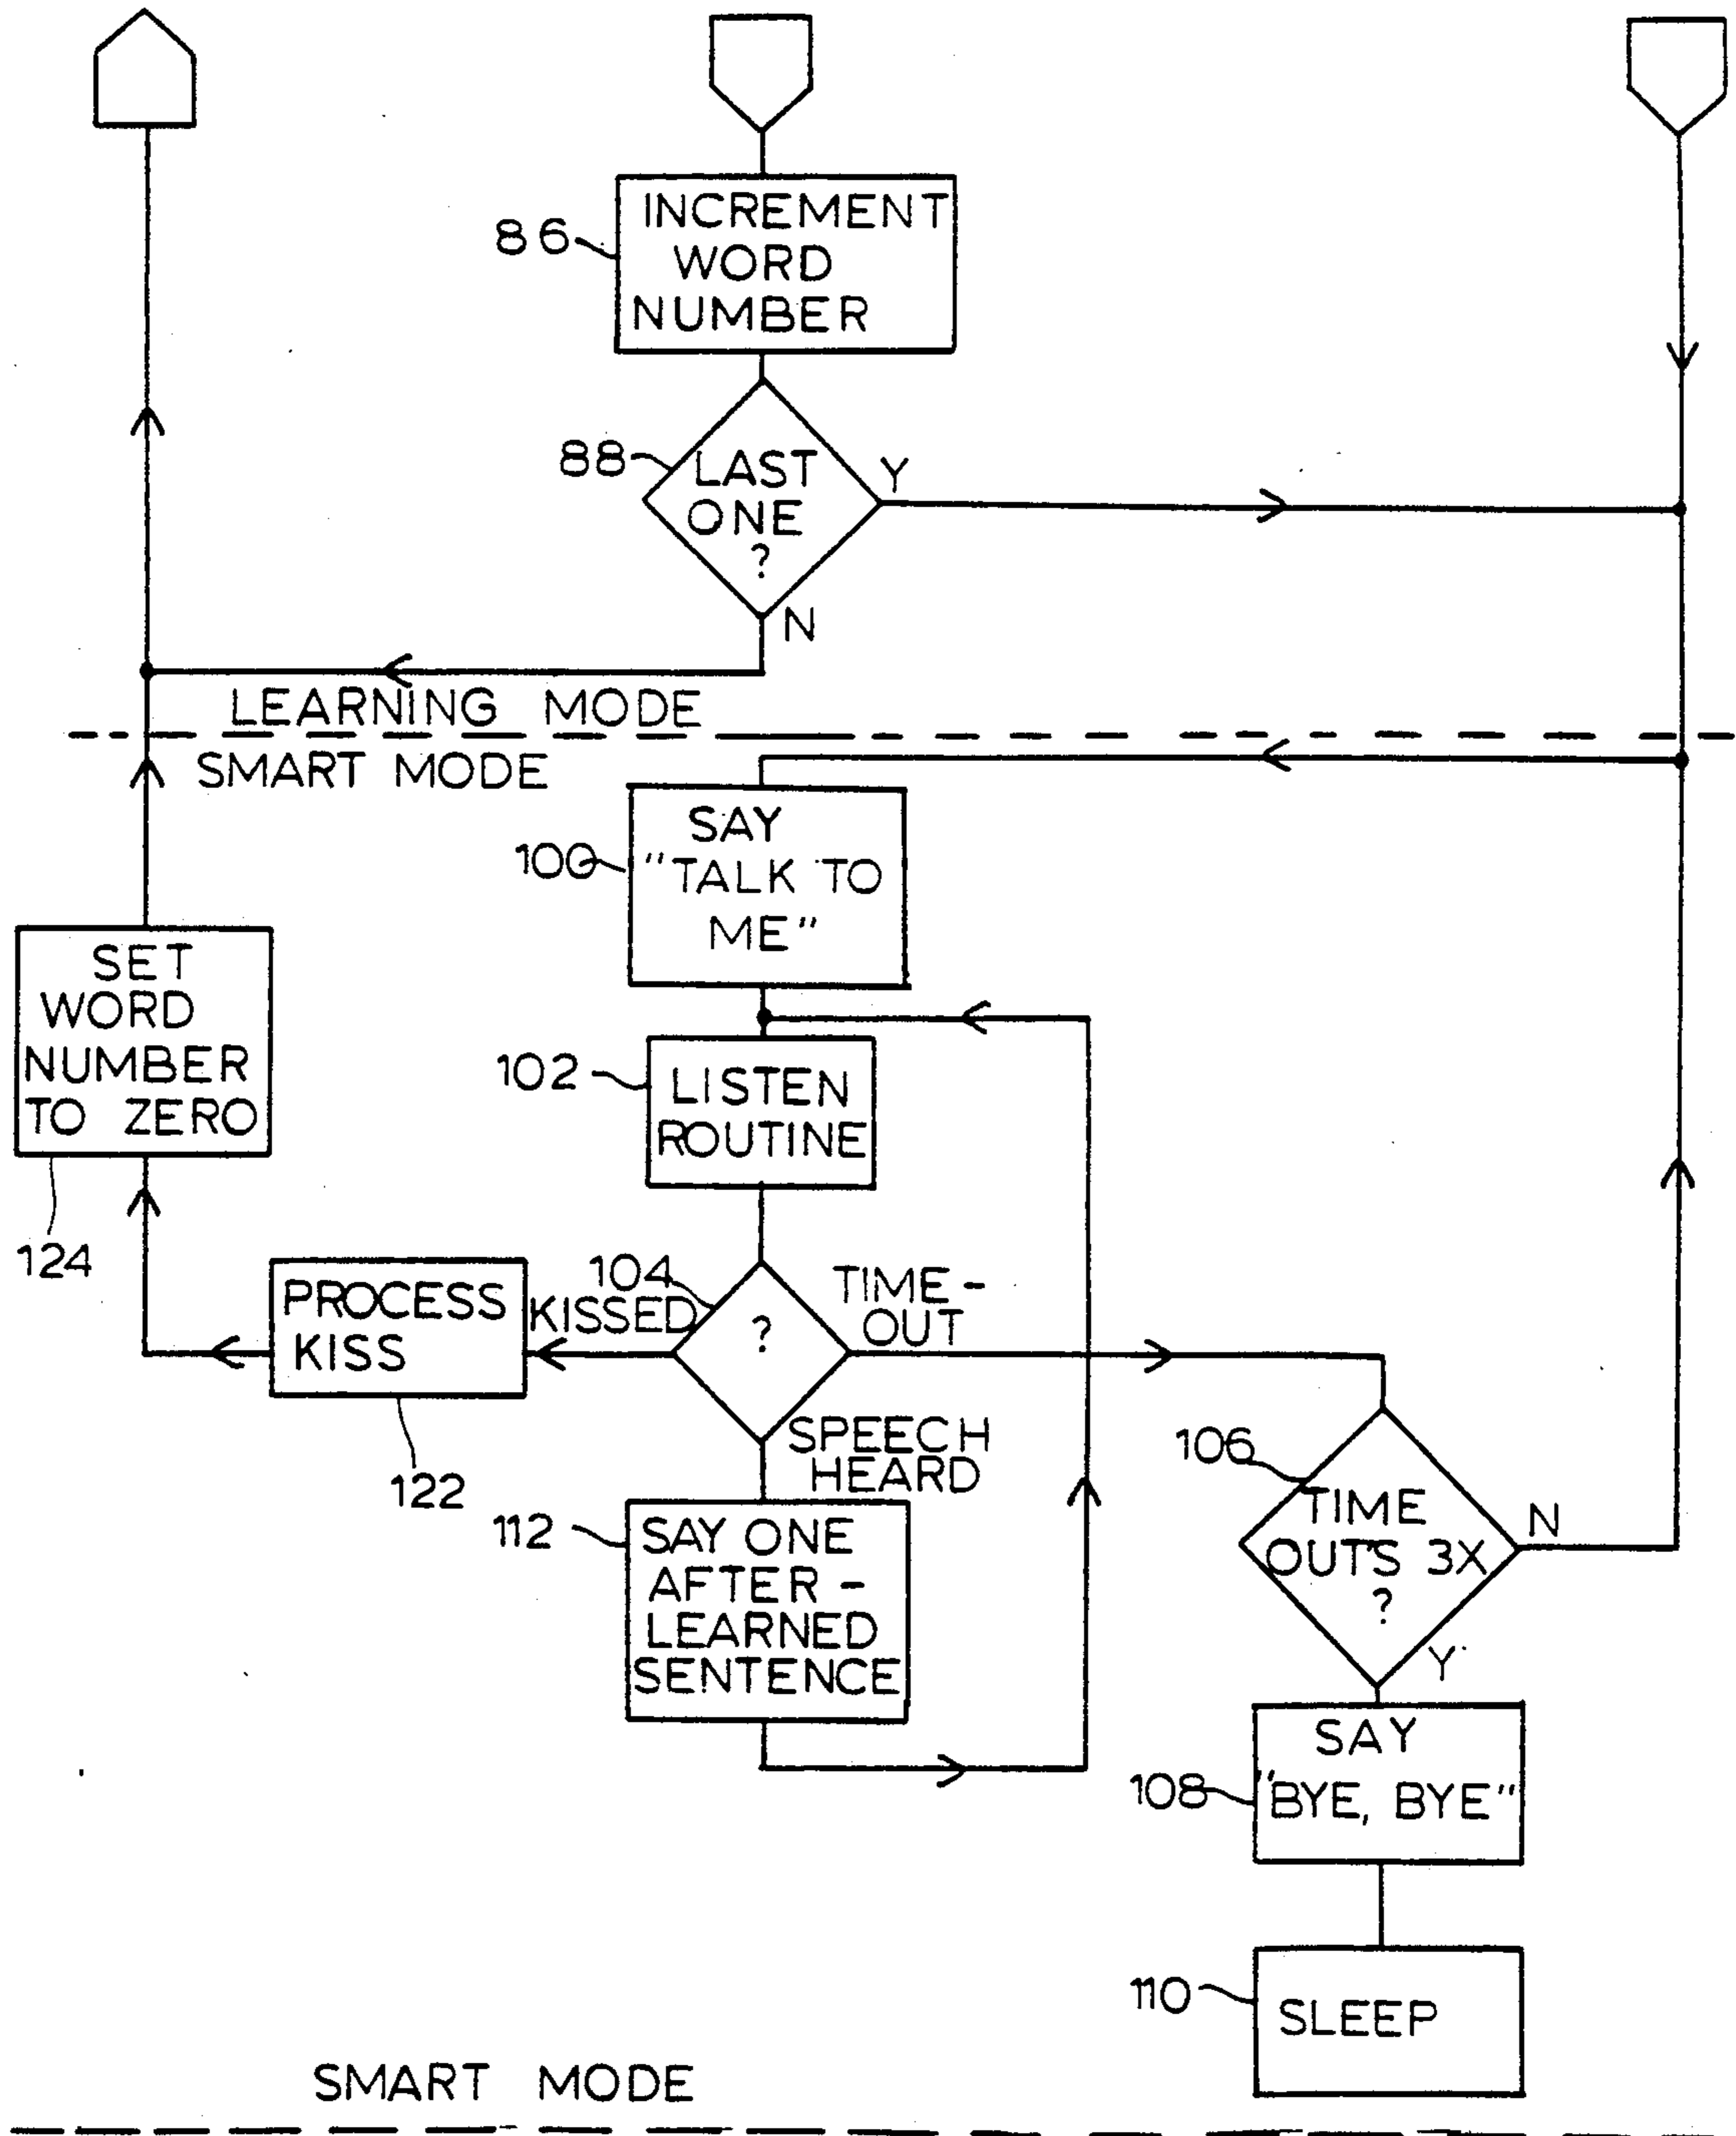 86
INCREMENT
WORD
NUMBER
88
LAST
ONE
?
Y
N
LEARNING MODE
SMART MODE
100
SAY
"TALK TO
ME"
SET
WORD
NUMBER
TO ZERO
124
102
LISTEN
ROUTINE
PROCESS
KISS
122
KISSED
104
?
TIME-
OUT
SPEECH
HEARD
112
SAY ONE
AFTER-
LEARNED
SENTENCE
106
TIME
OUTS 3X
?
N
Y
108
SAY
"BYE, BYE"
110
SLEEP
SMART MODE